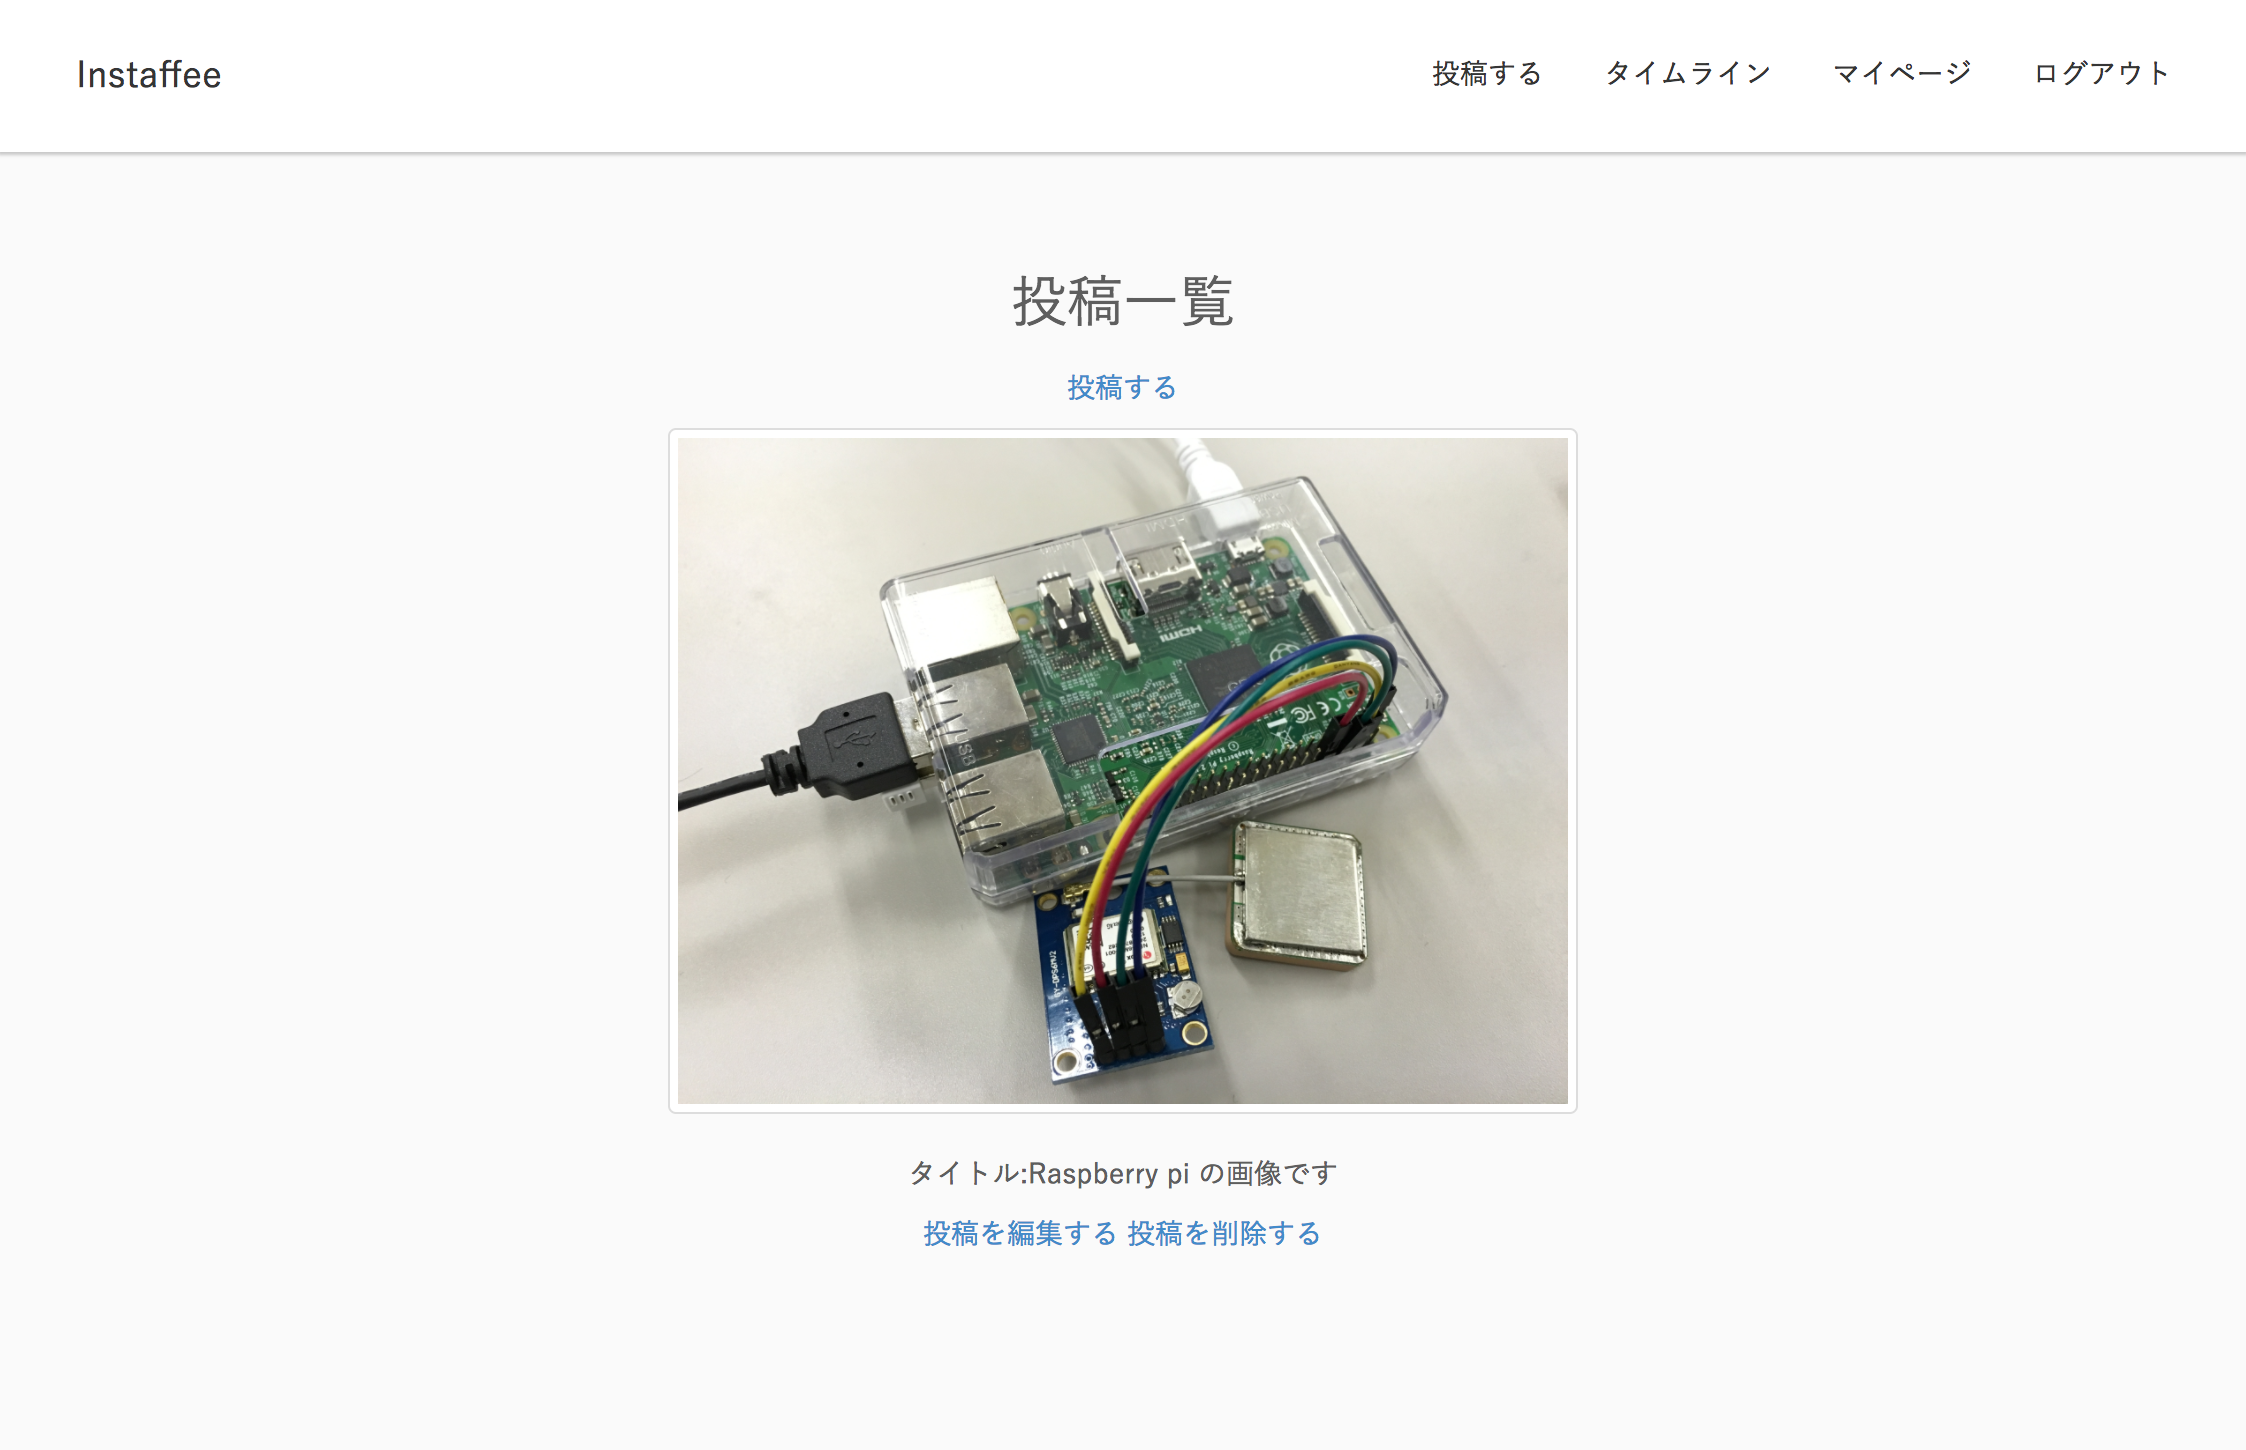 Instaffee
投稿する タイムライン マイページ ログアウト
投稿一覧
投稿する
HDMI
USB
タイトル:Raspberry pi の画像です
投稿を編集する 投稿を削除する